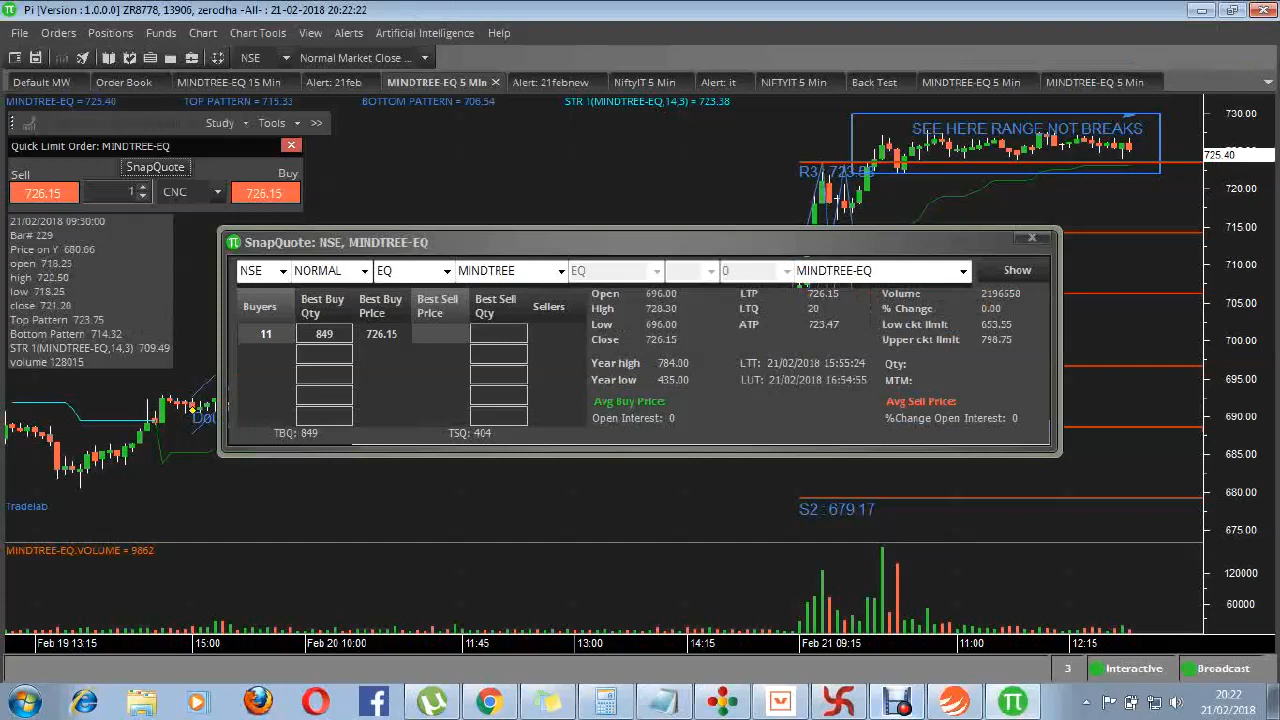 Pi [Version : 1.0.0.0] ZR8778, 13906, zerodha -All- : 21-02-2018 20:22:22
File Orders Positions Funds Chart Chart Tools View Alerts Artificial Intelligence Help
NSE Normal Market Close ...
Default MW Order Book MINDTREE-EQ 15 Min Alert: 21feb MINDTREE-EQ 5 Min Alert: 21febnew NiftyIT 5 Min Alert: it NIFTYIT 5 Min Back Test MINDTREE-EQ 5 Min MINDTREE-EQ 5 Min
MINDTREE-EQ = 725.40 TOP PATTERN = 715.33 BOTTOM PATTERN = 706.54 STR 1(MINDTREE-EQ,14,3) = 723.38
Study Tools >>
SEE HERE RANGE NOT BREAKS
Quick Limit Order: MINDTREE-EQ
SnapQuote
Sell Buy
726.15 1 CNC 726.15
21/02/2018 09:30:00
Bar# 229
Price on Y 680.66
open 718.25
high 722.50
low 718.25
close 721.20
Top Pattern 723.75
Bottom Pattern 714.32
STR 1(MINDTREE-EQ,14,3) 709.49
volume 128015
SnapQuote: NSE, MINDTREE-EQ
NSE NORMAL EQ MINDTREE EQ 0 MINDTREE-EQ Show
Buyers Best Buy Qty Best Buy Price Best Sell Price Best Sell Qty Sellers
11 849 726.15
TBQ: 849 TSQ: 404
Open 696.00 LTP 726.15 Volume 2196558
High 728.30 LTQ 20 % Change 0.00
Low 696.00 ATP 723.47 Low ckt limit 653.55
Close 726.15 Upper ckt limit 798.75
Year high 784.00 LTT: 21/02/2018 15:55:24 Qty:
Year low 435.00 LUT: 21/02/2018 16:54:55 MTM:
Avg Buy Price: Avg Sell Price:
Open Interest: 0 %Change Open Interest: 0
730.00
725.40
720.00
715.00
710.00
705.00
700.00
695.00
690.00
685.00
680.00
675.00
S2 : 679.17
Tradelab
MINDTREE-EQ.VOLUME = 9862
120000
60000
Feb 19 13:15 15:00 Feb 20 10:00 11:45 13:00 14:15 Feb 21 09:15 11:00 12:15
3 Interactive Broadcast
20:22
21/02/2018